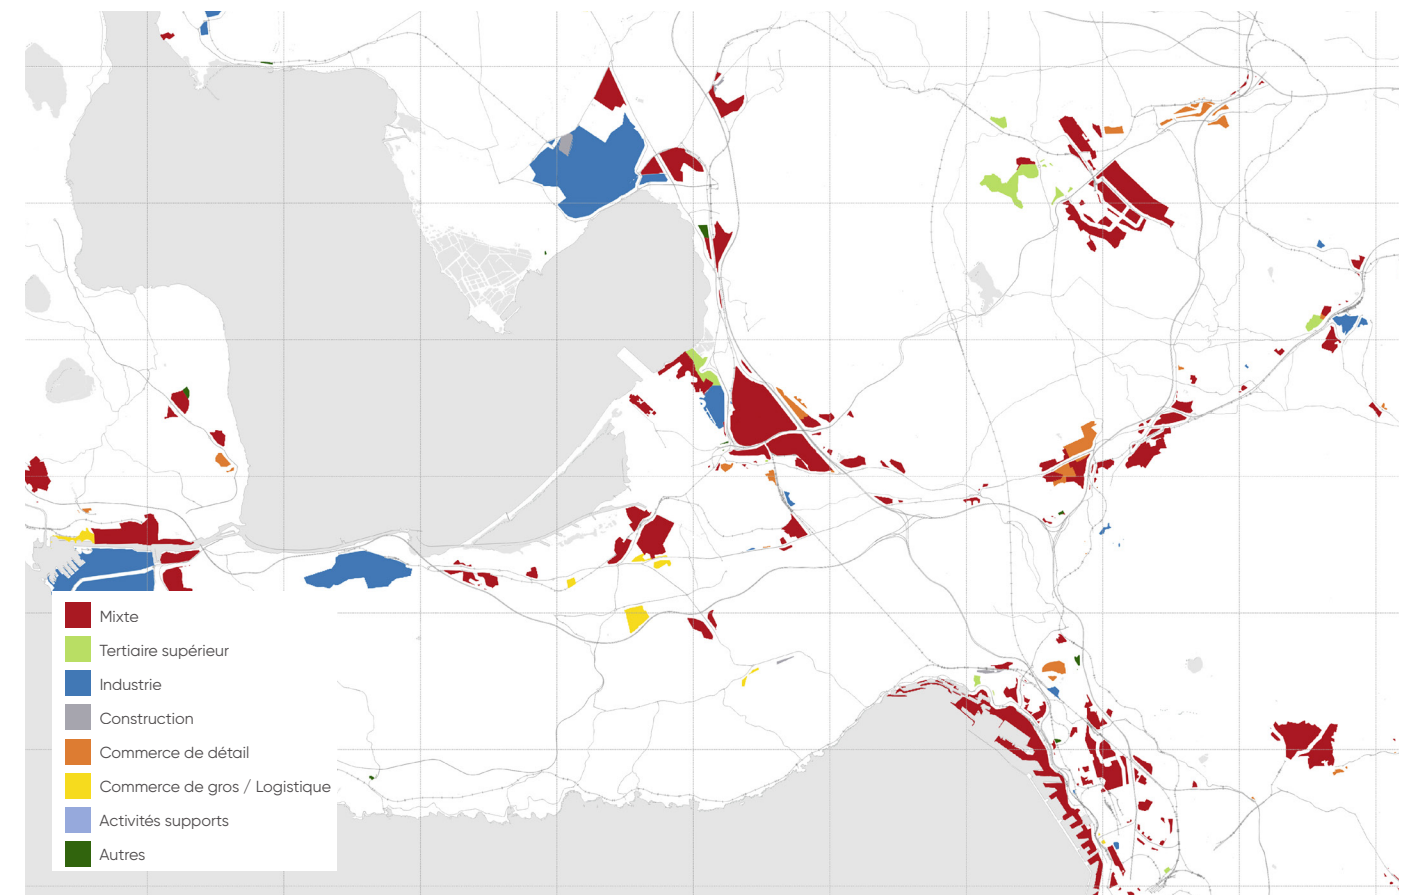 Mixte
Tertiaire supérieur
Industrie
Construction
Commerce de détail
Commerce de gros / Logistique
Activités supports
Autres